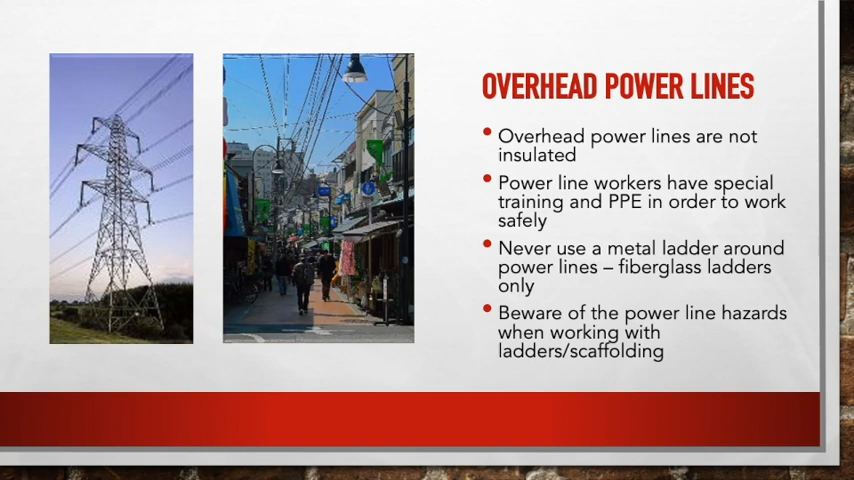 OVERHEAD POWER LINES
• Overhead power lines are not
insulated
• Power line workers have special
training and PPE in order to work
safely
• Never use a metal ladder around
power lines – fiberglass ladders
only
• Beware of the power line hazards
when working with
ladders/scaffolding